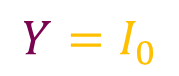 Y = I₀